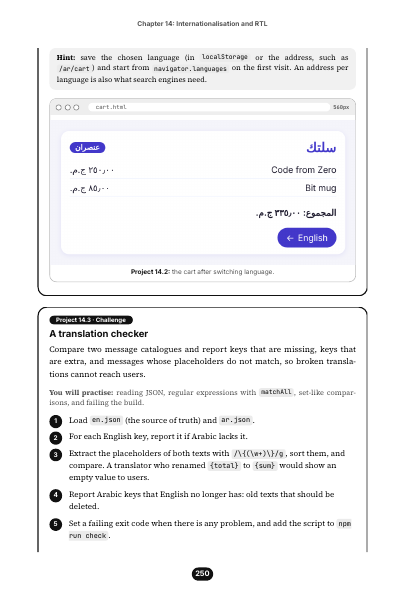 Chapter 14: Internationalisation and RTL
Hint: save the chosen language (in localStorage or the address, such as
/ar/cart ) and start from navigator.languages on the first visit. An address per
language is also what search engines need.
cart.html
560px
سلتك
عنصران
Code from Zero
٢٥٠٫٠٠ ج.م.
Bit mug
٨٥٫٠٠ ج.م.
المجموع: ٣٣٥٫٠٠ ج.م.
← English
Project 14.2: the cart after switching language.
Project 14.3 · Challenge
A translation checker
Compare two message catalogues and report keys that are missing, keys that
are extra, and messages whose placeholders do not match, so broken transla-
tions cannot reach users.
You will practise: reading JSON, regular expressions with matchAll, set-like compar-
isons, and failing the build.
1 Load en.json (the source of truth) and ar.json.
2 For each English key, report it if Arabic lacks it.
3 Extract the placeholders of both texts with /\{(\w+)\}/g, sort them, and
compare. A translator who renamed {total} to {sum} would show an
empty value to users.
4 Report Arabic keys that English no longer has: old texts that should be
deleted.
5 Set a failing exit code when there is any problem, and add the script to npm
run check.
250